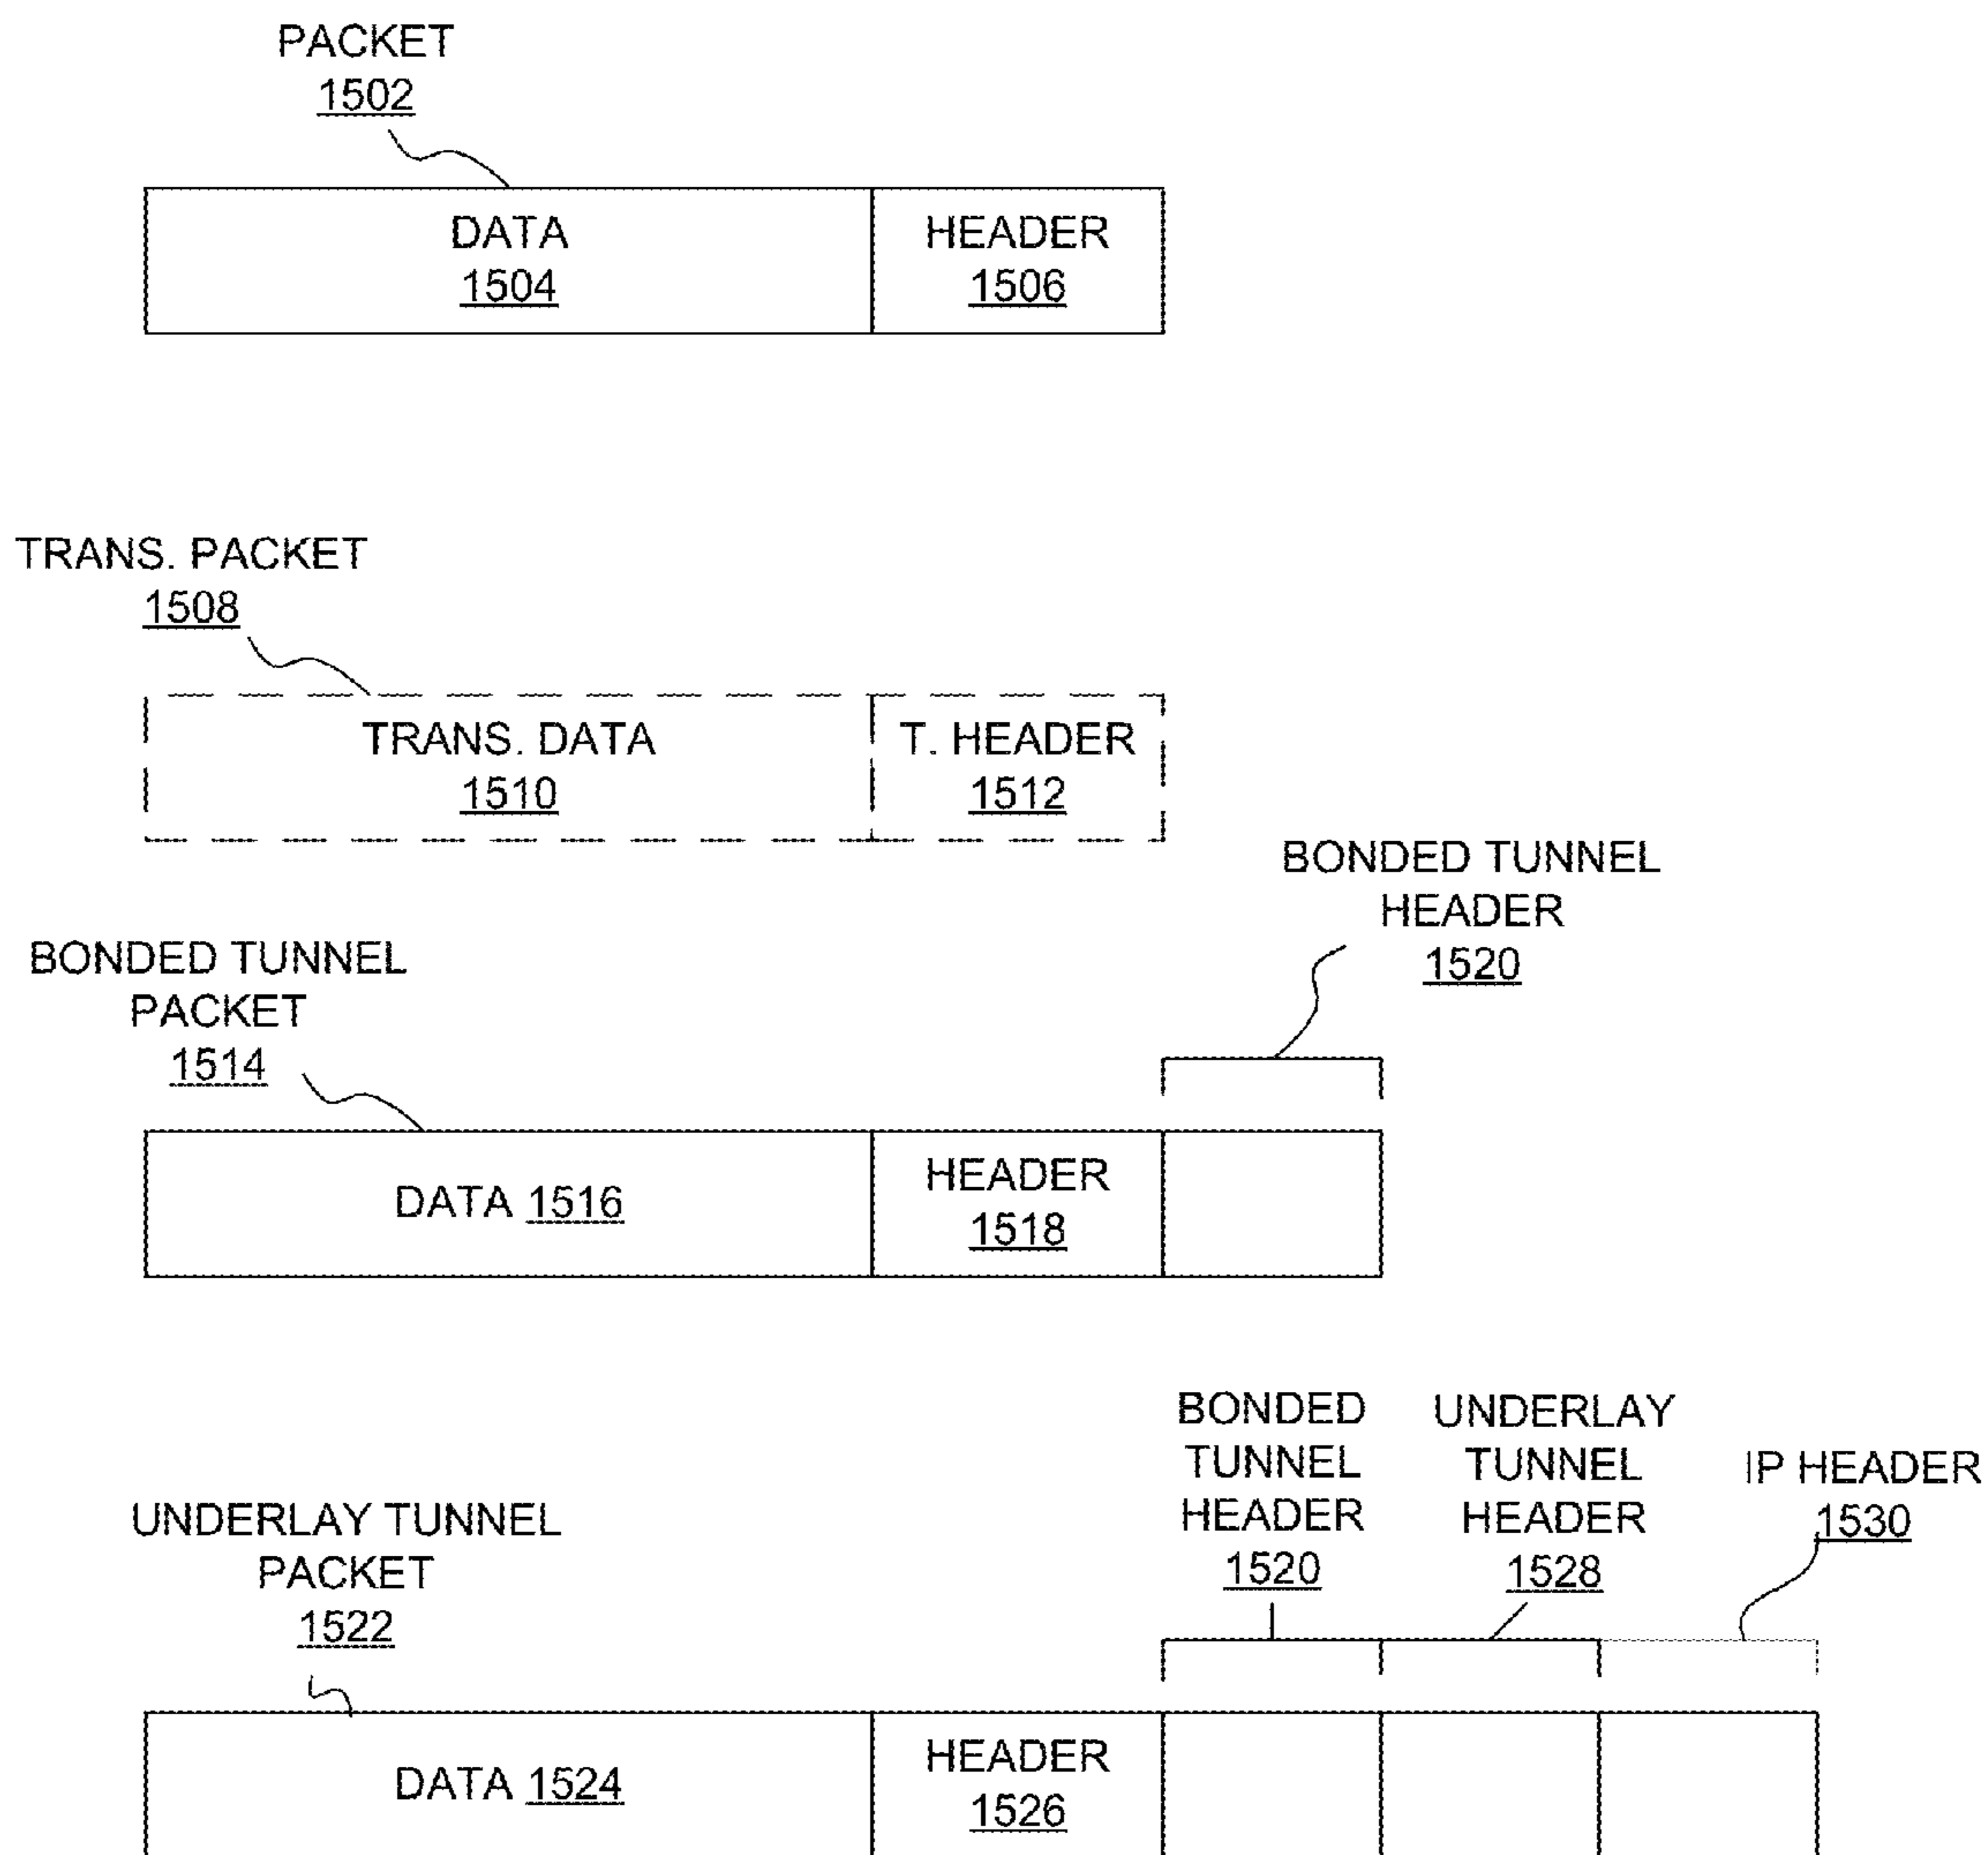 PACKET
1502
DATA
1504
HEADER
1506
TRANS. PACKET
1508
TRANS. DATA
1510
T. HEADER
1512
BONDED TUNNEL
HEADER
1520
BONDED TUNNEL
PACKET
1514
DATA 1516
HEADER
1518
BONDED
TUNNEL
HEADER
1520
UNDERLAY
TUNNEL
HEADER
1528
IP HEADER
1530
UNDERLAY TUNNEL
PACKET
1522
DATA 1524
HEADER
1526